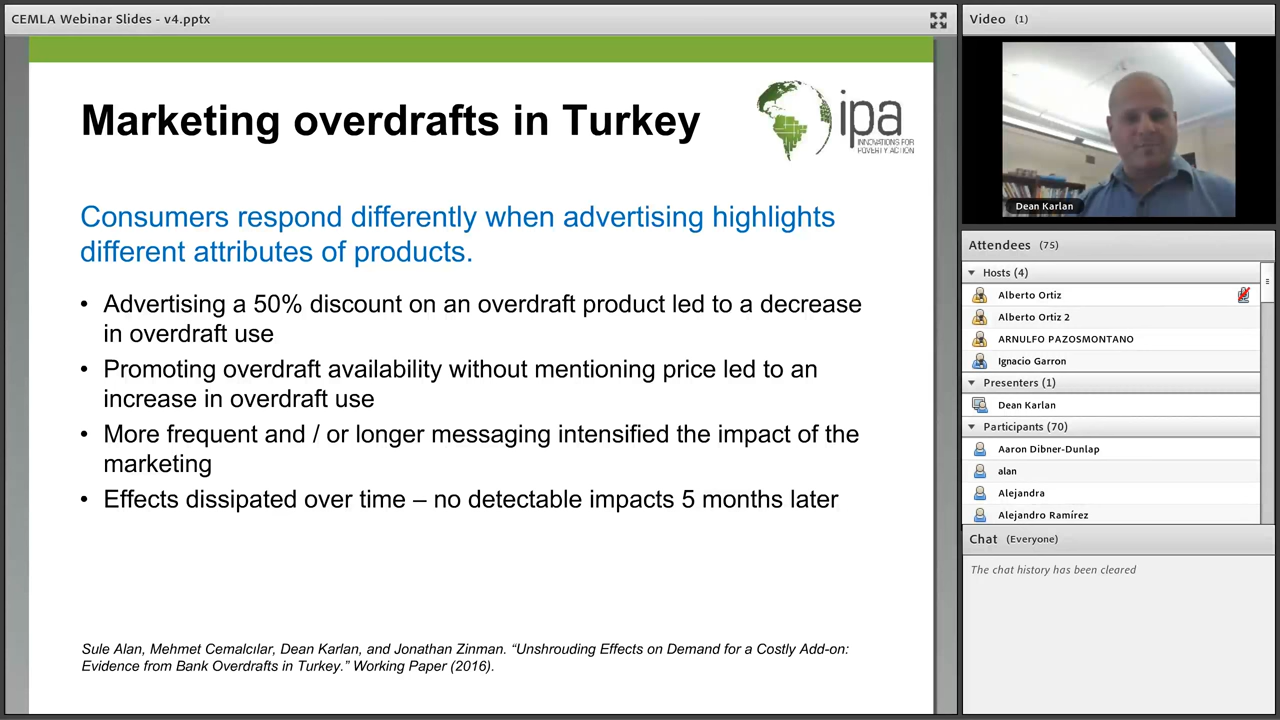 CEMLA Webinar Slides - v4.pptx
Marketing overdrafts in Turkey
ipa
INNOVATIONS FOR
POVERTY ACTION
Consumers respond differently when advertising highlights
different attributes of products.
• Advertising a 50% discount on an overdraft product led to a decrease
in overdraft use
• Promoting overdraft availability without mentioning price led to an
increase in overdraft use
• More frequent and / or longer messaging intensified the impact of the
marketing
• Effects dissipated over time – no detectable impacts 5 months later
Sule Alan, Mehmet Cemalcılar, Dean Karlan, and Jonathan Zinman. “Unshrouding Effects on Demand for a Costly Add-on:
Evidence from Bank Overdrafts in Turkey.” Working Paper (2016).
Video (1)
Dean Karlan
Attendees (75)
Hosts (4)
Alberto Ortiz
Alberto Ortiz 2
ARNULFO PAZOSMONTANO
Ignacio Garron
Presenters (1)
Dean Karlan
Participants (70)
Aaron Dibner-Dunlap
alan
Alejandra
Alejandro Ramírez
Chat (Everyone)
The chat history has been cleared